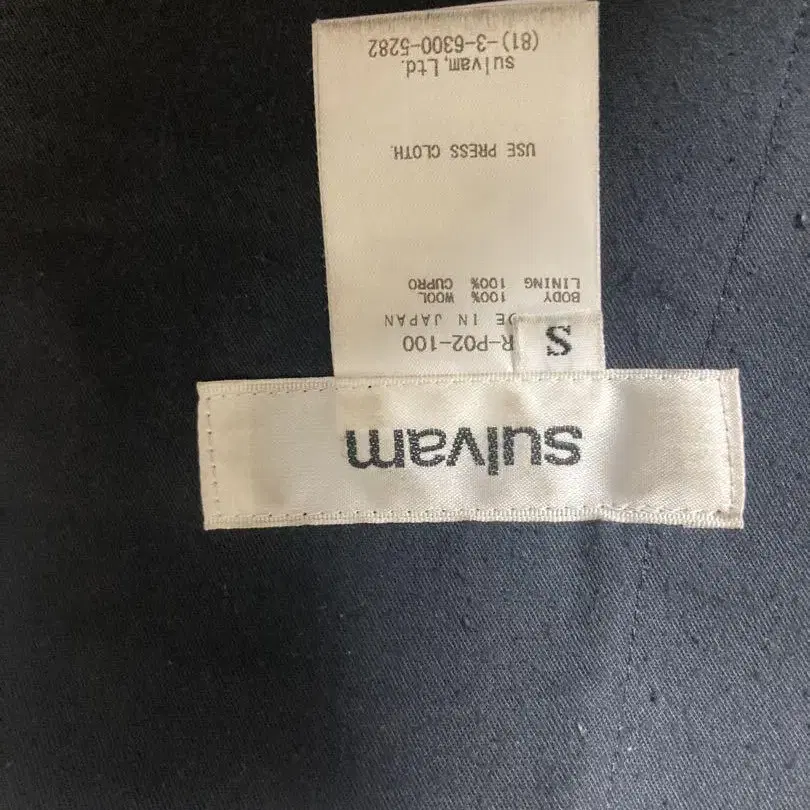 sulvam
S
R-P02-100
DE IN JAPAN
BODY 100% WOOL
LINING 100% CUPRO
USE PRESS CLOTH.
sulvam,Ltd.
(81)-3-6300-5282